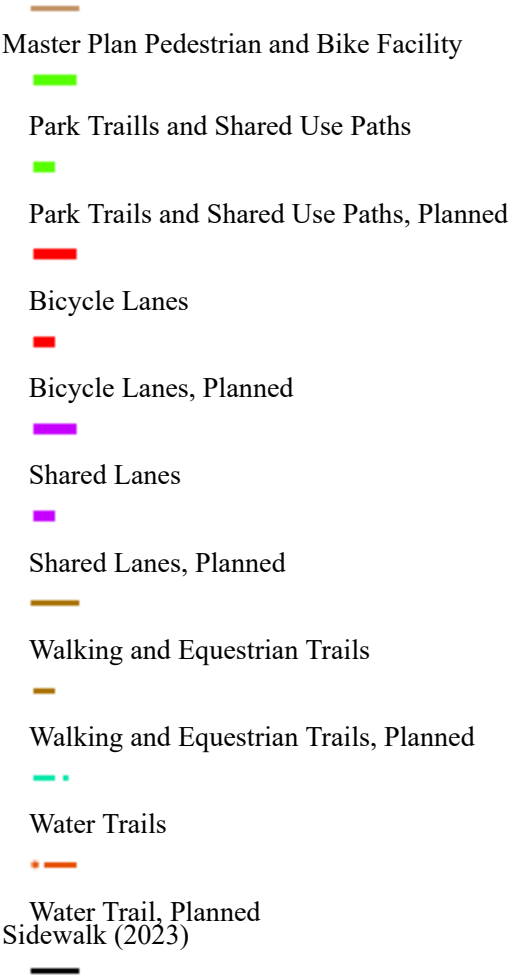 Master Plan Pedestrian and Bike Facility
Park Traills and Shared Use Paths
Park Trails and Shared Use Paths, Planned
Bicycle Lanes
Bicycle Lanes, Planned
Shared Lanes
Shared Lanes, Planned
Walking and Equestrian Trails
Walking and Equestrian Trails, Planned
Water Trails
Water Trail, Planned
Sidewalk (2023)